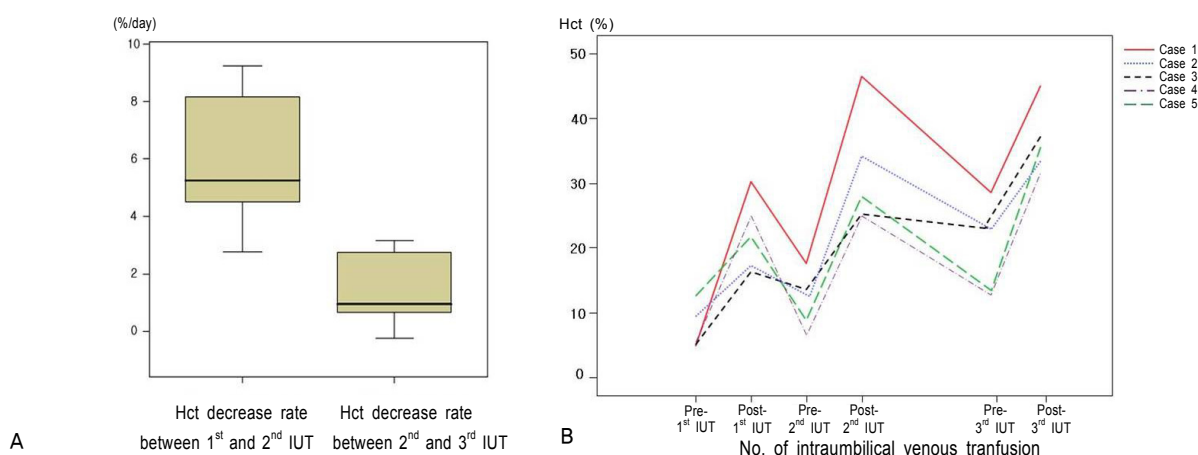 (%/day)
10
8
6
4
2
0
Hct decrease rate
between 1st and 2nd IUT
Hct decrease rate
between 2nd and 3rd IUT
A
Hct (%)
50
40
30
20
10
0
Pre-
1st IUT
Post-
1st IUT
Pre-
2nd IUT
Post-
2nd IUT
Pre-
3rd IUT
Post-
3rd IUT
No. of intraumbilical venous tranfusion
B
Case 1
Case 2
Case 3
Case 4
Case 5